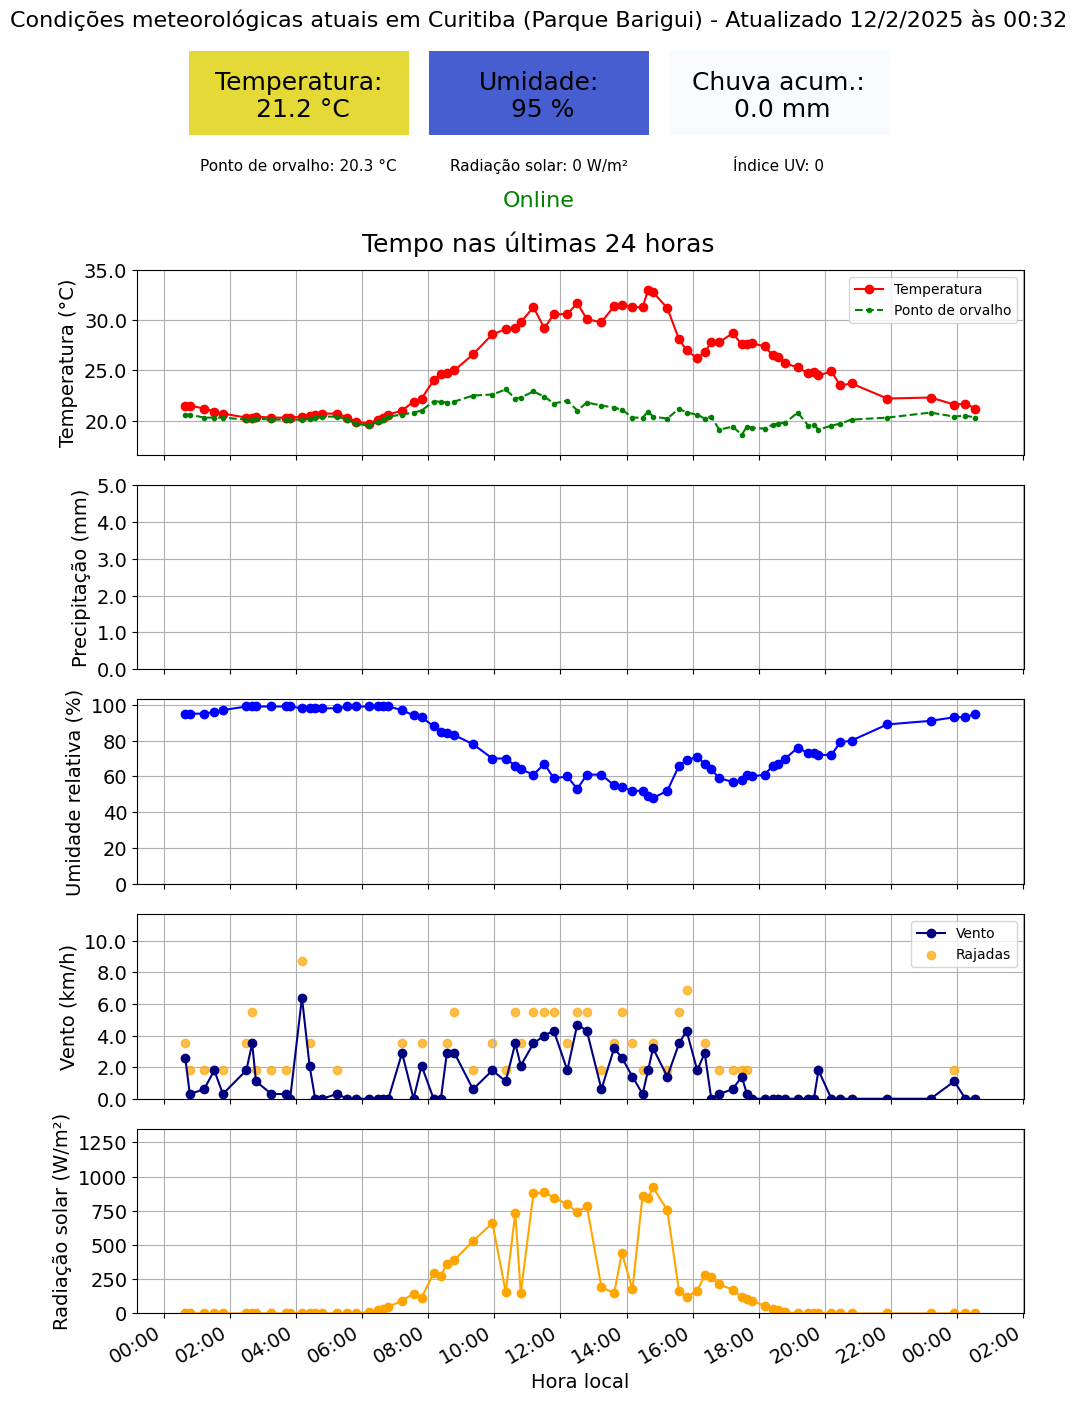 Condições meteorológicas atuais em Curitiba (Parque Barigui) - Atualizado 12/2/2025 às 00:32
Temperatura:
21.2 °C
Umidade:
95 %
Chuva acum.:
0.0 mm
Ponto de orvalho: 20.3 °C
Radiação solar: 0 W/m²
Índice UV: 0
Online
Tempo nas últimas 24 horas
Temperatura (°C)
35.0
30.0
25.0
20.0
Temperatura
Ponto de orvalho
Precipitação (mm)
5.0
4.0
3.0
2.0
1.0
0.0
Umidade relativa (%)
100
80
60
40
20
0
Vento (km/h)
10.0
8.0
6.0
4.0
2.0
0.0
Vento
Rajadas
Radiação solar (W/m²)
1250
1000
750
500
250
0
00:00
02:00
04:00
06:00
08:00
10:00
12:00
14:00
16:00
18:00
20:00
22:00
00:00
02:00
Hora local